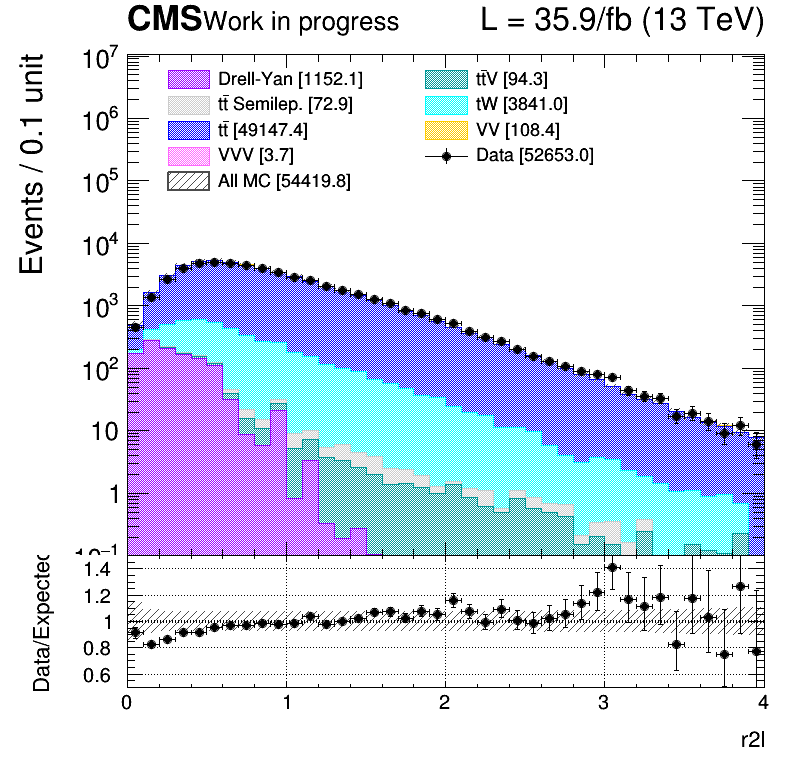 CMS Work in progress L = 35.9/fb (13 TeV)
Events / 0.1 unit
10⁷
10⁶
10⁵
10⁴
10³
10²
10
1
10⁻¹
Drell-Yan [1152.1]
tt̄ Semilep. [72.9]
tt̄ [49147.4]
VVV [3.7]
All MC [54419.8]
tt̄V [94.3]
tW [3841.0]
VV [108.4]
Data [52653.0]
Data/Expected
1.4
1.2
1
0.8
0.6
0 1 2 3 4
r2l